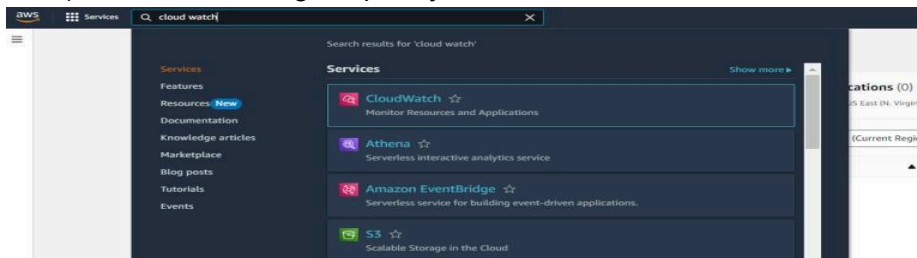 aws Services cloud watch
Search results for 'cloud watch'
Services
Features
Resources New
Documentation
Knowledge articles
Marketplace
Blog posts
Tutorials
Events
Services Show more
CloudWatch
Monitor Resources and Applications
Athena
Serverless interactive analytics service
Amazon EventBridge
Serverless service for building event-driven applications.
S3
Scalable Storage in the Cloud
cations (0)
East (N. Virgin
(Current Regi